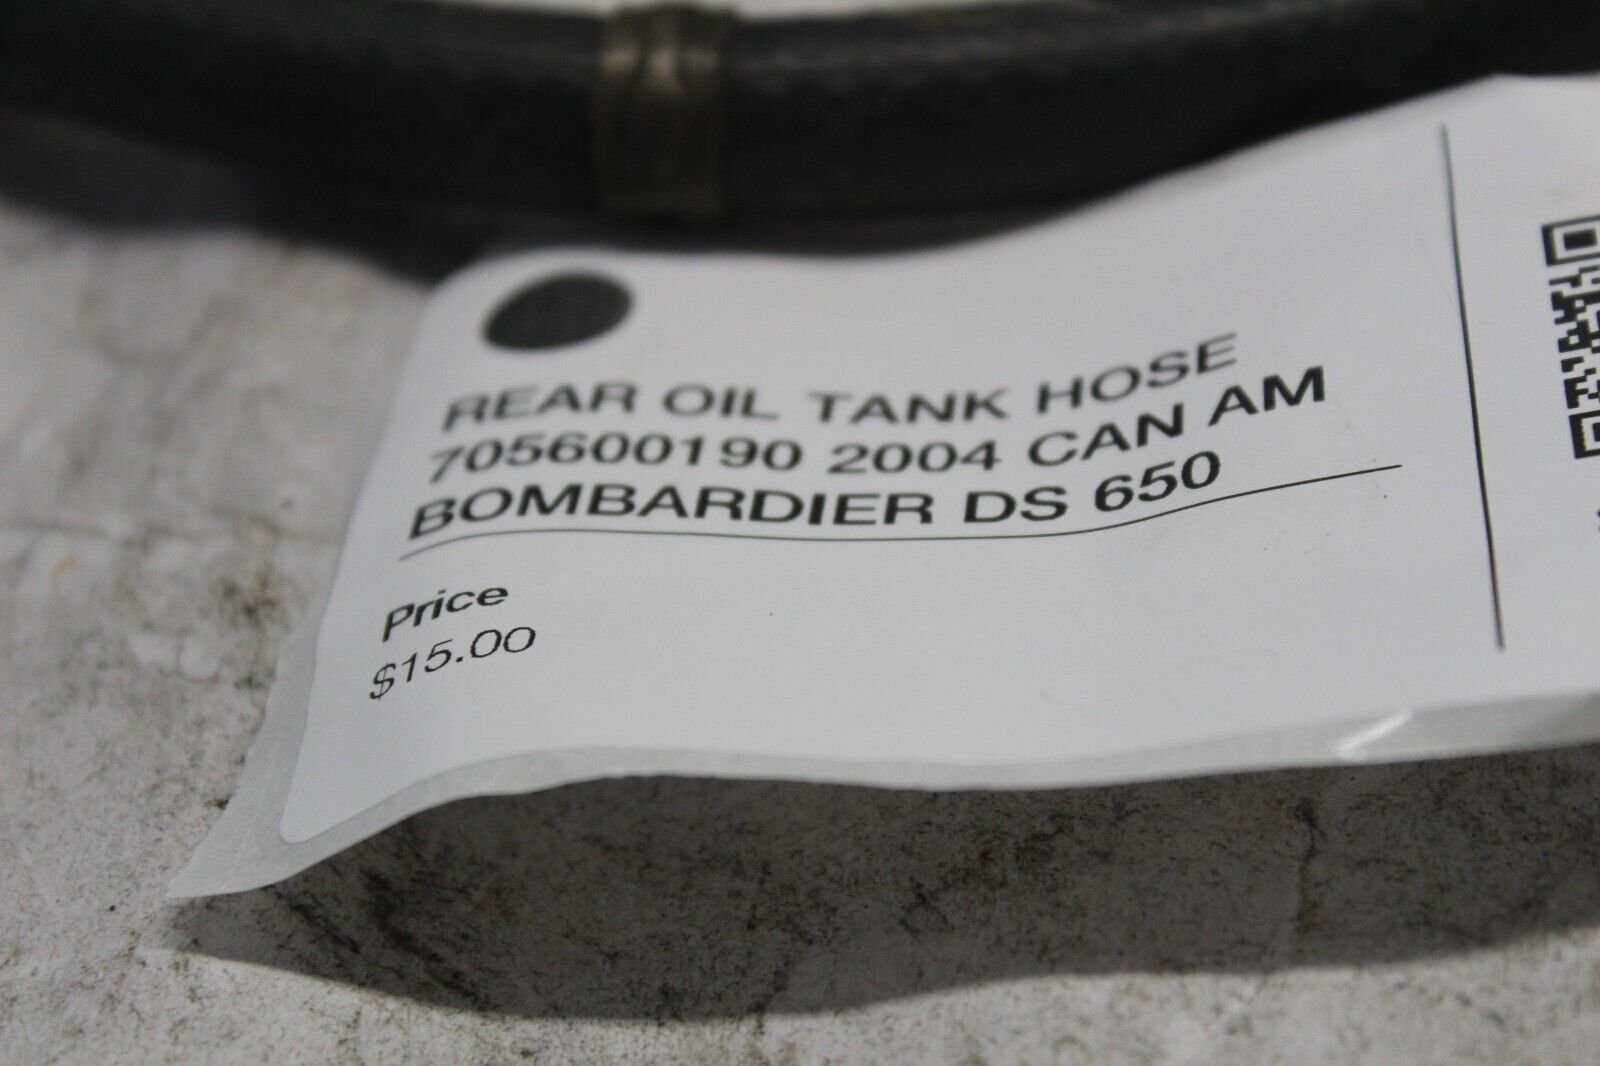 REAR OIL TANK HOSE
705600190 2004 CAN AM
BOMBARDIER DS 650
Price
$15.00